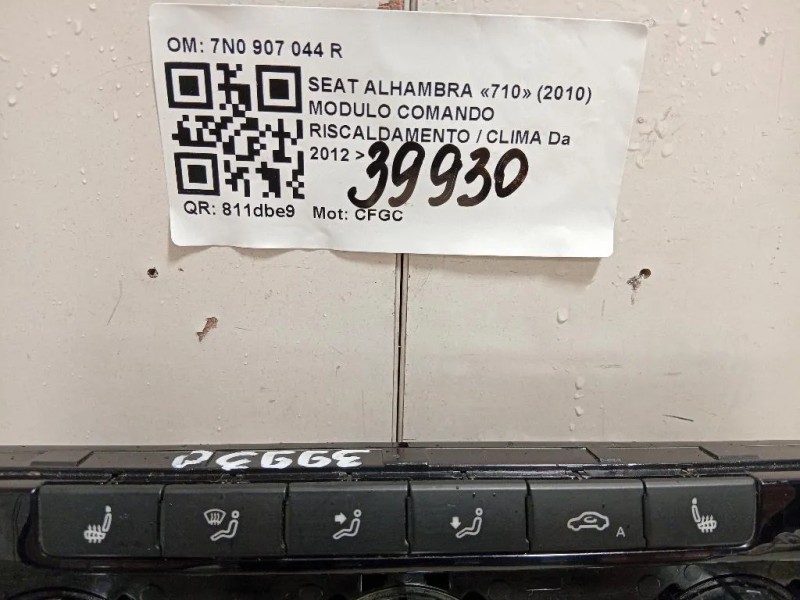 OM: 7N0 907 044 R
SEAT ALHAMBRA «710» (2010)
MODULO COMANDO
RISCALDAMENTO / CLIMA Da
2012 >
39930
QR: 811dbe9 Mot: CFGC
39930
A